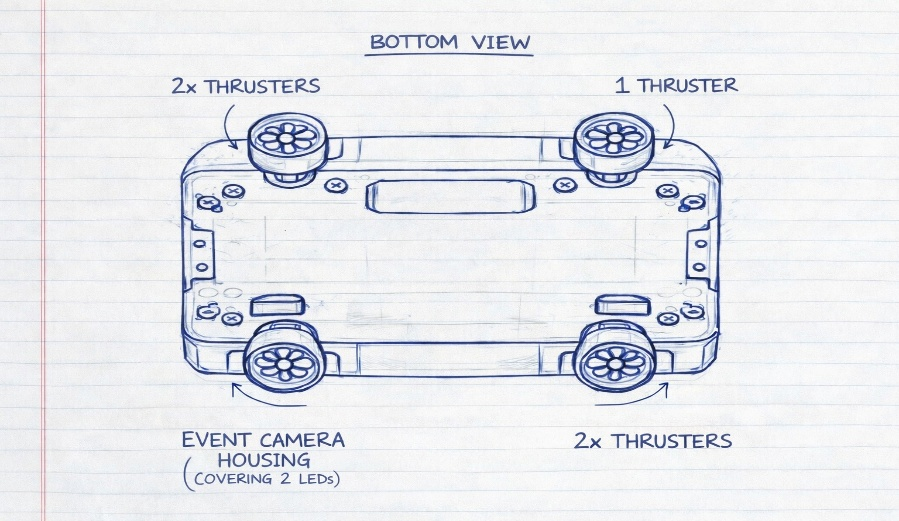 BOTTOM VIEW
2x THRUSTERS
1 THRUSTER
EVENT CAMERA
HOUSING
(COVERING 2 LEDs)
2x THRUSTERS